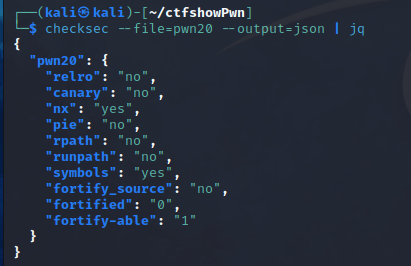 ┌──(kali㉿kali)-[~/ctfshowPwn]
└─$ checksec --file=pwn20 --output=json | jq
{
  "pwn20": {
    "relro": "no",
    "canary": "no",
    "nx": "yes",
    "pie": "no",
    "rpath": "no",
    "runpath": "no",
    "symbols": "yes",
    "fortify_source": "no",
    "fortified": "0",
    "fortify-able": "1"
  }
}